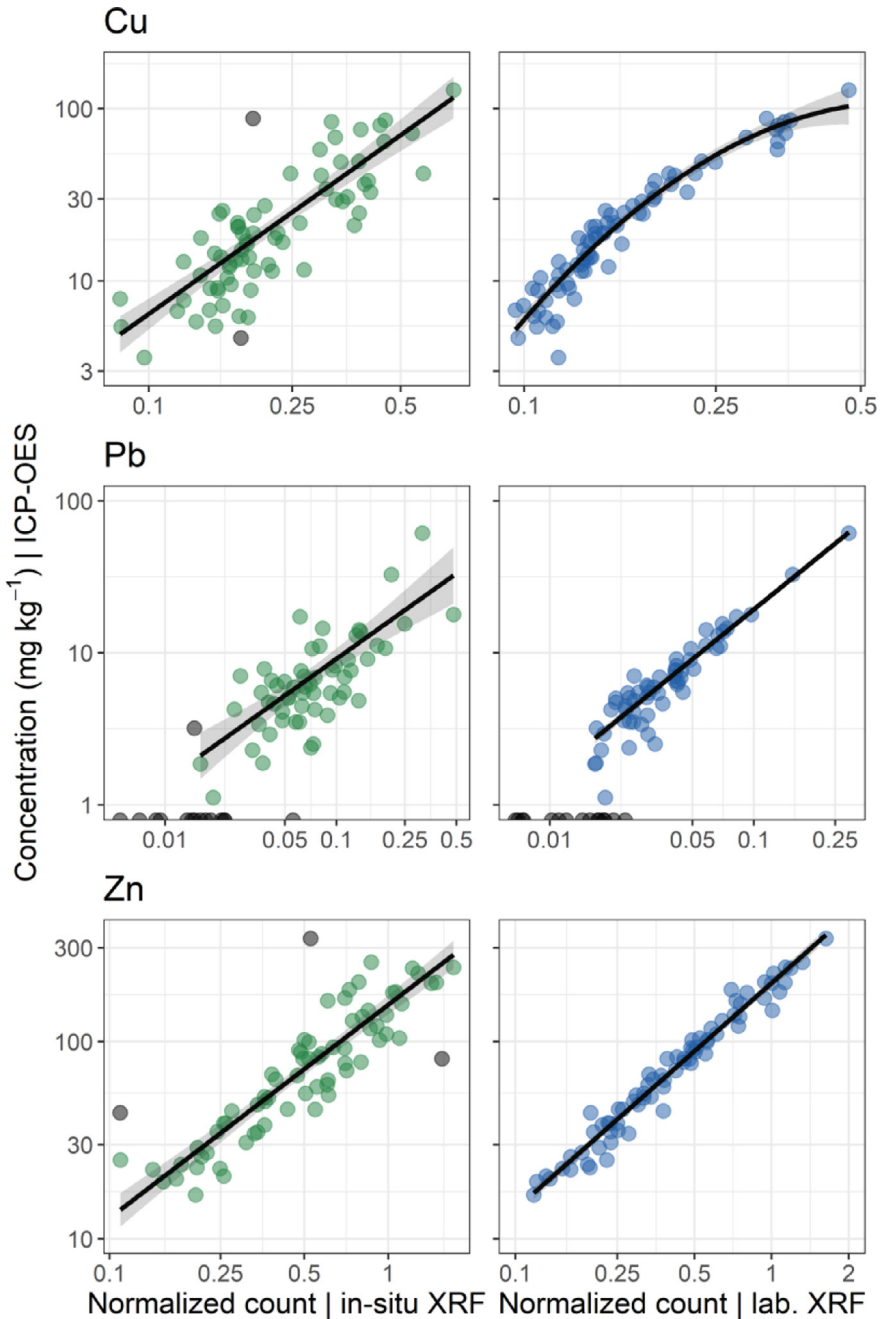 Cu
100
30
10
3
0.1 0.25 0.5
0.1 0.25 0.5
Pb
100
10
1
0.01 0.05 0.1 0.25 0.5
0.01 0.05 0.1 0.25
Zn
300
100
30
10
0.1 0.25 0.5 1
0.1 0.25 0.5 1 2
Concentration (mg kg⁻¹) | ICP-OES
Normalized count | in-situ XRF
Normalized count | lab. XRF